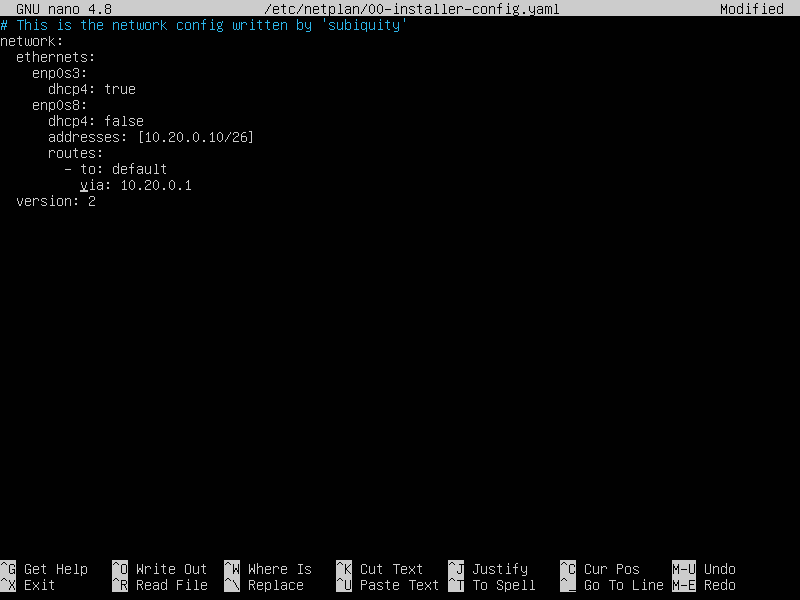 GNU nano 4.8 /etc/netplan/00-installer-config.yaml Modified
# This is the network config written by 'subiquity'
network:
  ethernets:
    enp0s3:
      dhcp4: true
    enp0s8:
      dhcp4: false
      addresses: [10.20.0.10/26]
      routes:
        - to: default
          via: 10.20.0.1
  version: 2
^G Get Help ^O Write Out ^W Where Is ^K Cut Text ^J Justify ^C Cur Pos M-U Undo
^X Exit ^R Read File ^\ Replace ^U Paste Text ^T To Spell ^_ Go To Line M-E Redo